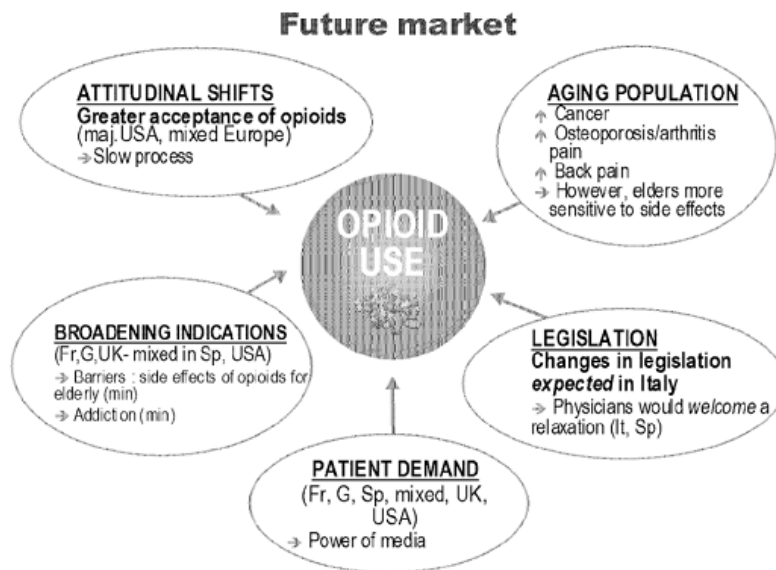 Future market
ATTITUDINAL SHIFTS
Greater acceptance of opioids
(maj. USA, mixed Europe)
→ Slow process
AGING POPULATION
↑ Cancer
↑ Osteoporosis/arthritis
pain
↑ Back pain
→ However, elders more
sensitive to side effects
OPIOID
USE
BROADENING INDICATIONS
(Fr,G,UK- mixed in Sp, USA)
→ Barriers : side effects of opioids for
elderly (min)
→ Addiction (min)
LEGISLATION
Changes in legislation
expected in Italy
→ Physicians would welcome a
relaxation (It, Sp)
PATIENT DEMAND
(Fr, G, Sp, mixed, UK,
USA)
→ Power of media